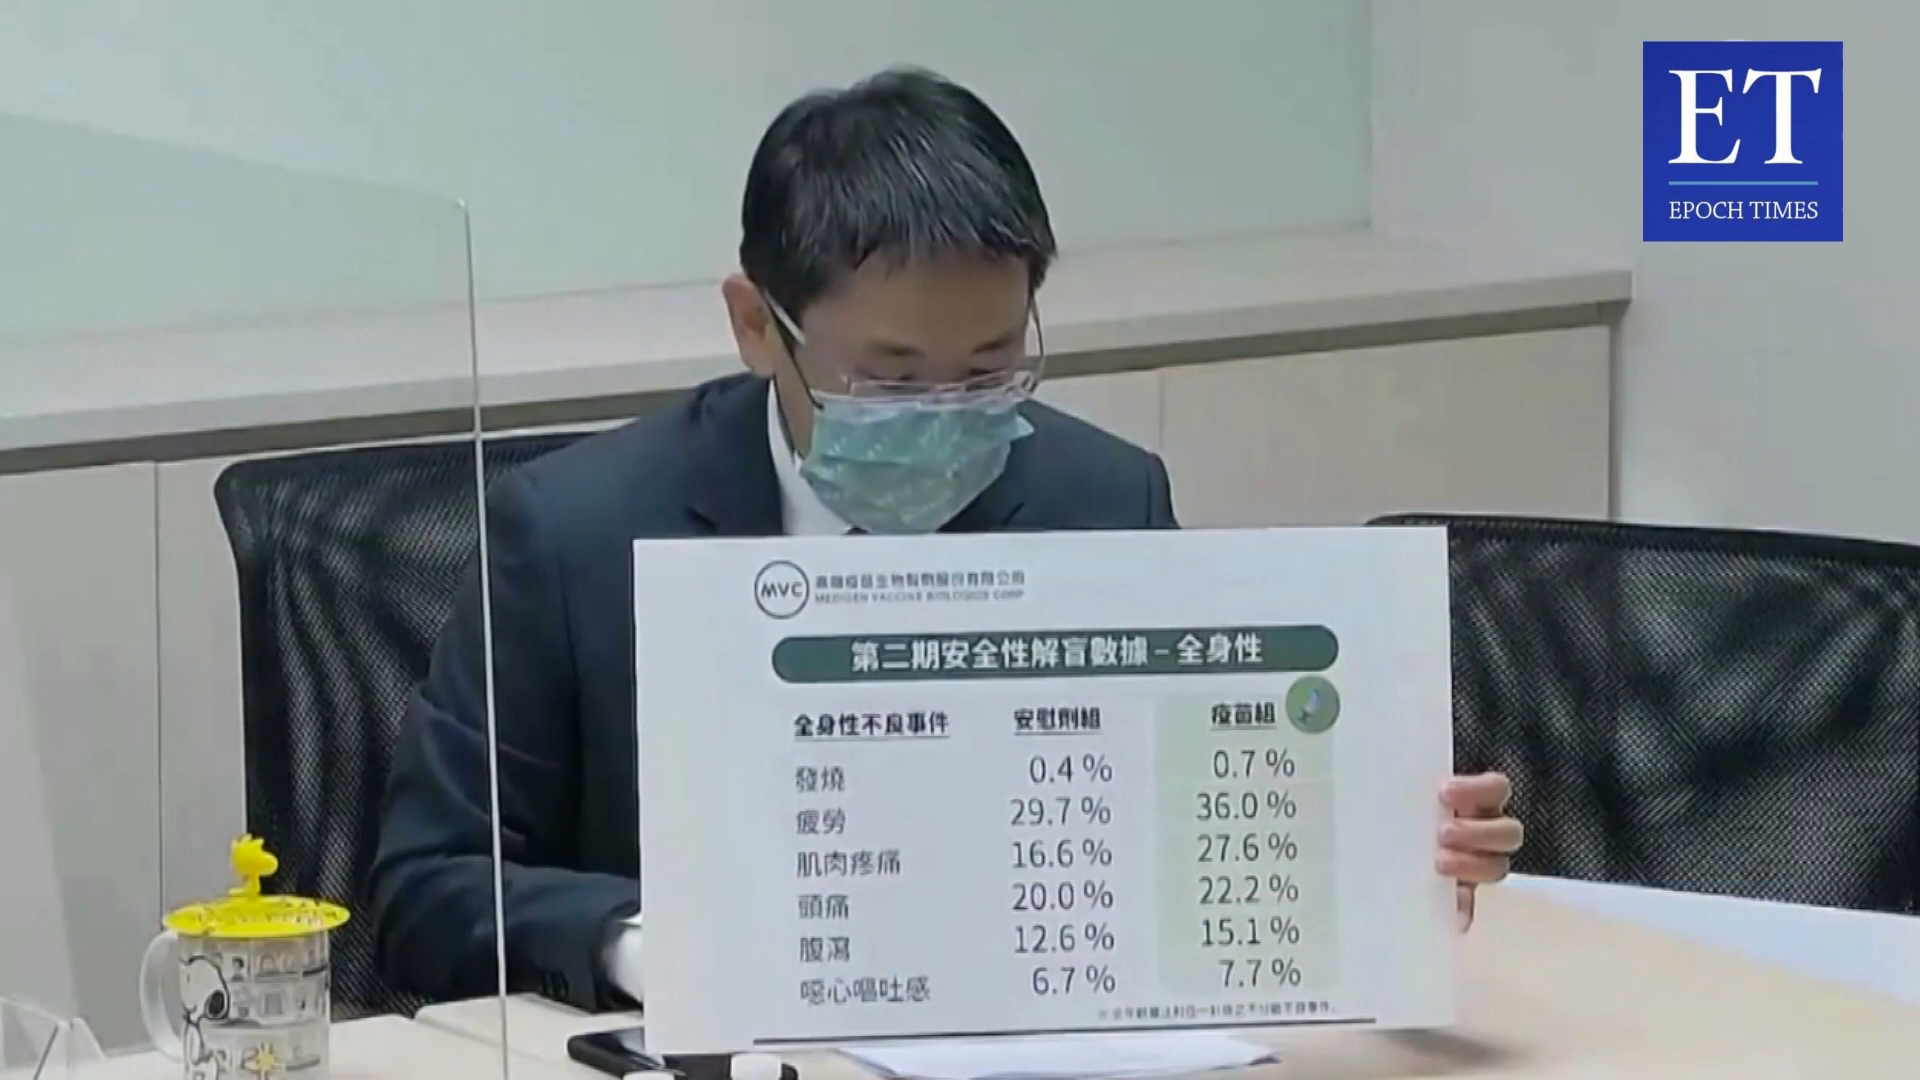 ET
EPOCH TIMES
MVC 高端疫苗生物製劑股份有限公司
MEDIGEN VACCINE BIOLOGICS CORP
第二期安全性解盲數據－全身性
全身性不良事件 安慰劑組 疫苗組
發燒 0.4 % 0.7 %
疲勞 29.7 % 36.0 %
肌肉疼痛 16.6 % 27.6 %
頭痛 20.0 % 22.2 %
腹瀉 12.6 % 15.1 %
噁心嘔吐感 6.7 % 7.7 %